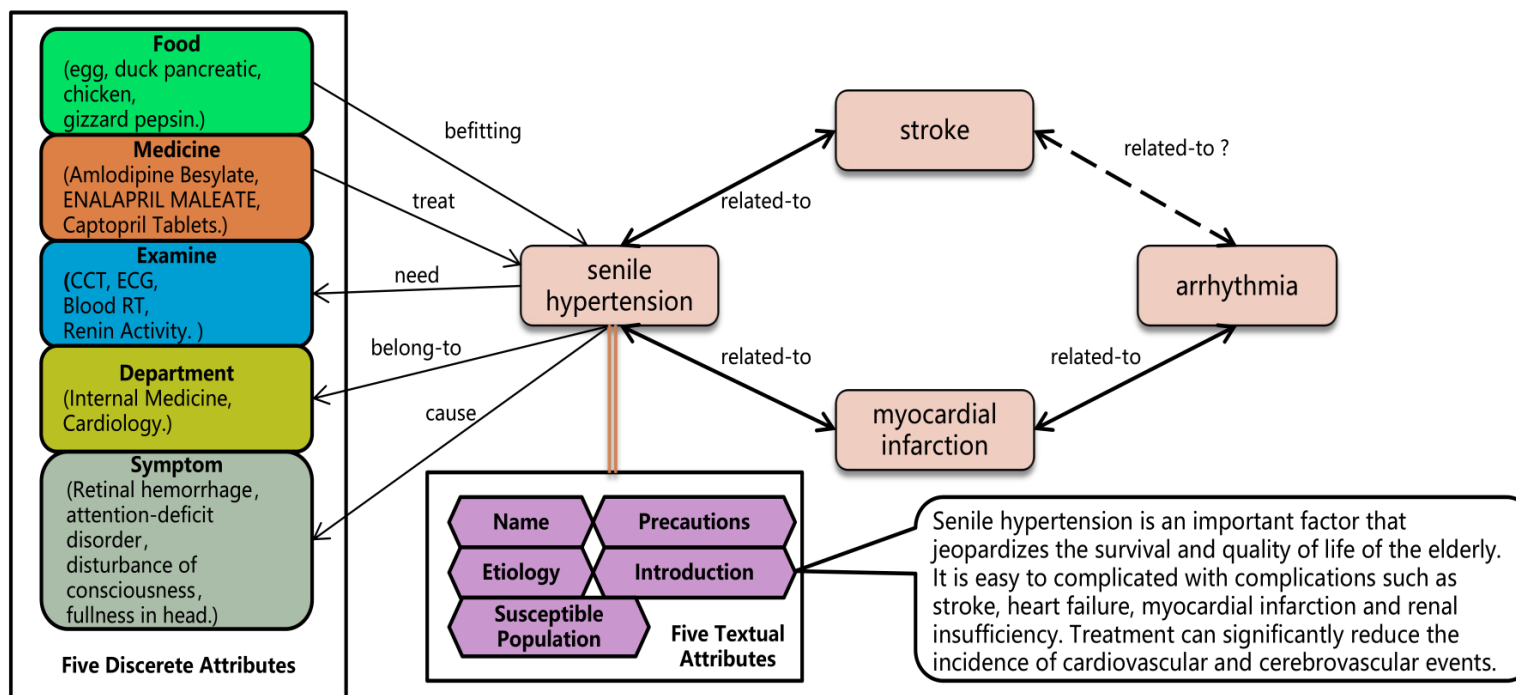 Food
(egg, duck pancreatic,
chicken,
gizzard pepsin.)
Medicine
(Amlodipine Besylate,
ENALAPRIL MALEATE,
Captopril Tablets.)
Examine
(CCT, ECG,
Blood RT,
Renin Activity. )
Department
(Internal Medicine,
Cardiology.)
Symptom
(Retinal hemorrhage,
attention-deficit
disorder,
disturbance of
consciousness,
fullness in head.)
Five Discerete Attributes
befitting
treat
need
belong-to
cause
senile
hypertension
related-to
related-to
stroke
myocardial
infarction
related-to ?
related-to
arrhythmia
Name
Precautions
Etiology
Introduction
Susceptible
Population
Five Textual
Attributes
Senile hypertension is an important factor that
jeopardizes the survival and quality of life of the elderly.
It is easy to complicated with complications such as
stroke, heart failure, myocardial infarction and renal
insufficiency. Treatment can significantly reduce the
incidence of cardiovascular and cerebrovascular events.